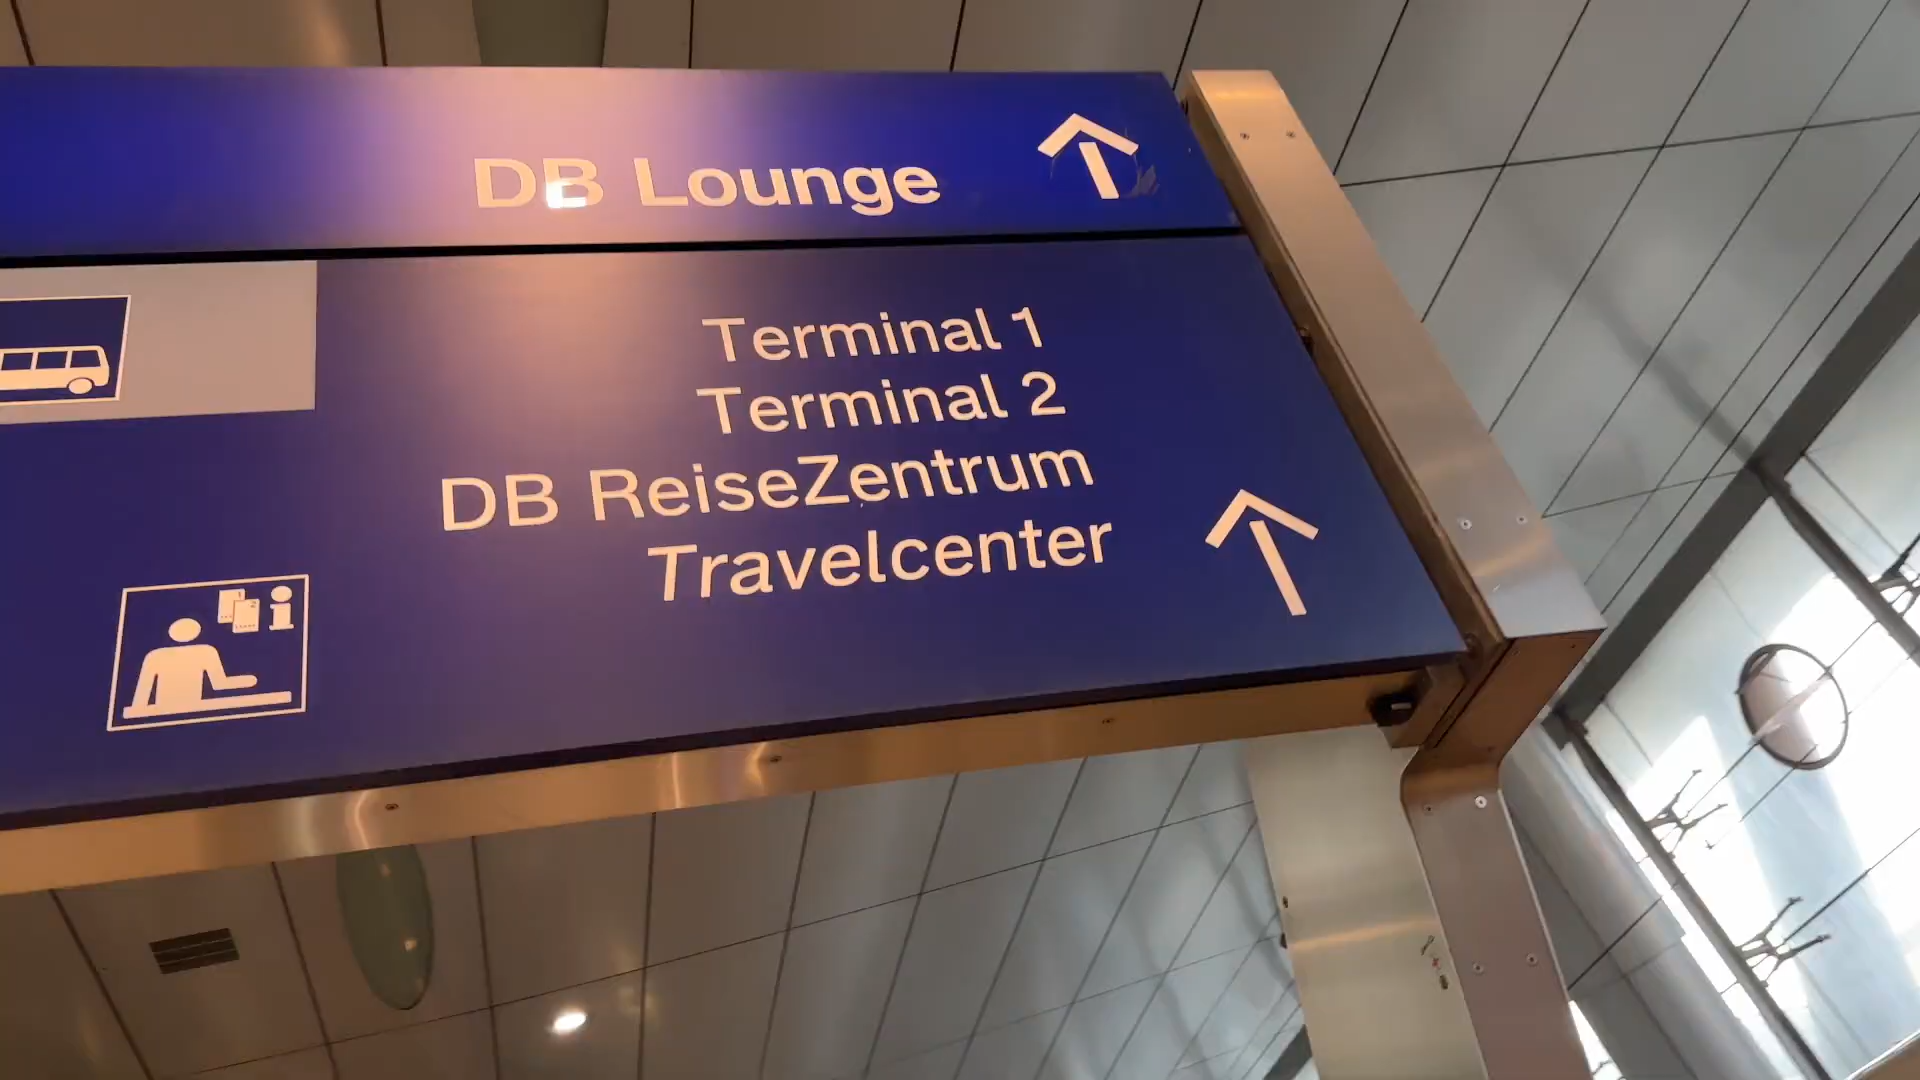 DB Lounge
Terminal 1
Terminal 2
DB ReiseZentrum
Travelcenter